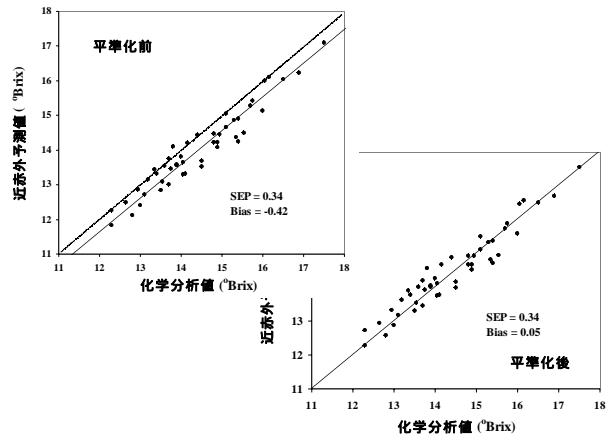 18
17
16
15
14
13
12
11
近赤外予測値 ( °Brix)
平準化前
SEP = 0.34
Bias = -0.42
11 12 13 14 15 16 17 18
化学分析値 (°Brix)
近赤外
13
12
11
SEP = 0.34
Bias = 0.05
平準化後
11 12 13 14 15 16 17 18
化学分析値 (°Brix)